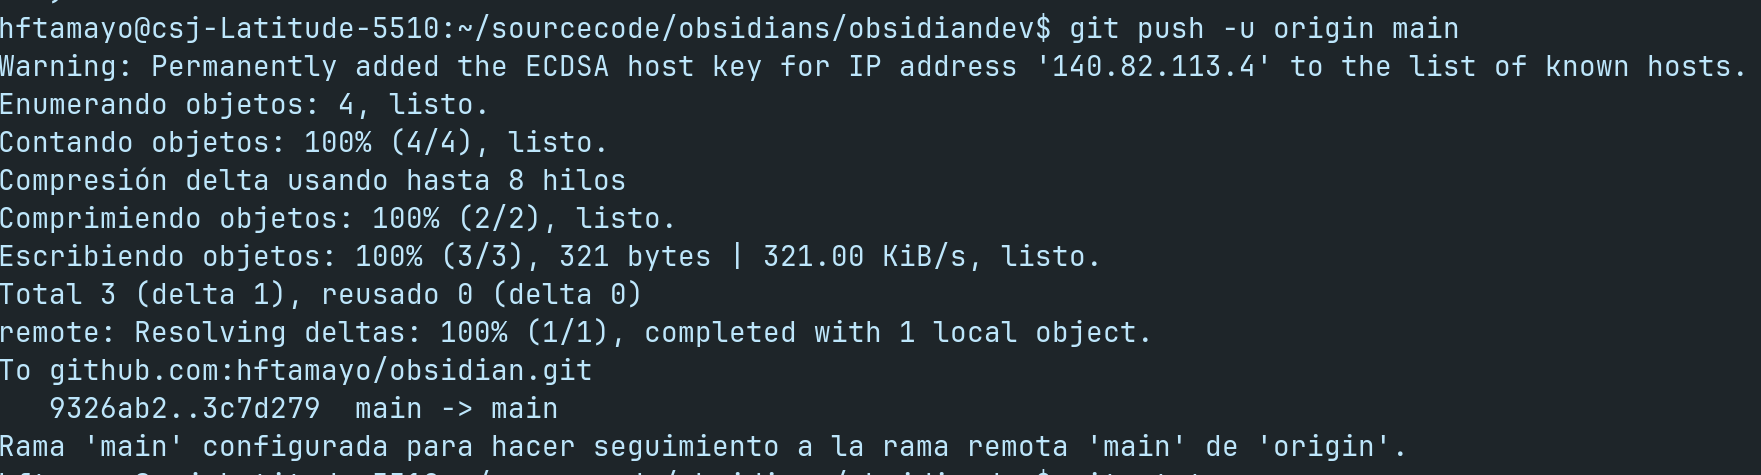 hftamayo@csj-Latitude-5510:~/sourcecode/obsidians/obsidiandev$ git push -u origin main
Warning: Permanently added the ECDSA host key for IP address '140.82.113.4' to the list of known hosts.
Enumerando objetos: 4, listo.
Contando objetos: 100% (4/4), listo.
Compresión delta usando hasta 8 hilos
Comprimiendo objetos: 100% (2/2), listo.
Escribiendo objetos: 100% (3/3), 321 bytes | 321.00 KiB/s, listo.
Total 3 (delta 1), reusado 0 (delta 0)
remote: Resolving deltas: 100% (1/1), completed with 1 local object.
To github.com:hftamayo/obsidian.git
   9326ab2..3c7d279  main -> main
Rama 'main' configurada para hacer seguimiento a la rama remota 'main' de 'origin'.